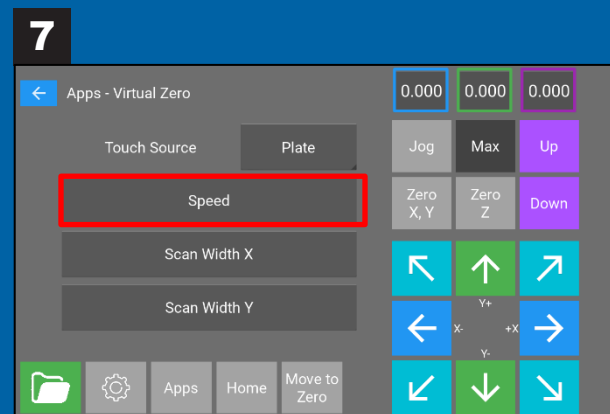 7
Apps - Virtual Zero
0.000 0.000 0.000
Touch Source Plate
Jog Max Up
Speed
Zero X, Y
Zero Z
Down
Scan Width X
Scan Width Y
Y+
X- +X
Y-
Apps Home Move to Zero